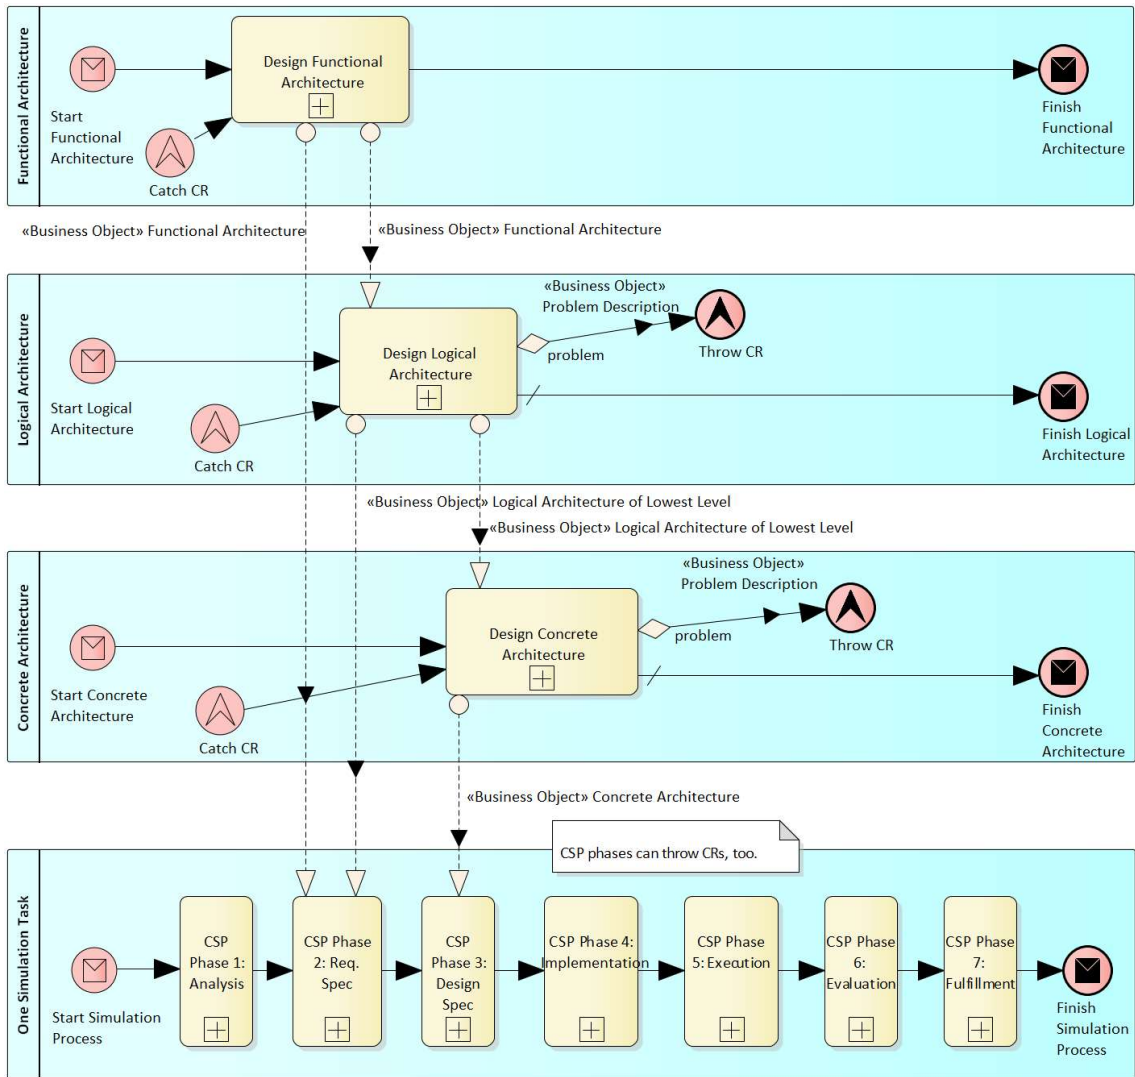 Functional Architecture
Design Functional
Architecture
Start
Functional
Architecture
Catch CR
Finish
Functional
Architecture
«Business Object» Functional Architecture
«Business Object» Functional Architecture
Logical Architecture
«Business Object»
Problem Description
Design Logical
Architecture
problem
Throw CR
Start Logical
Architecture
Catch CR
Finish Logical
Architecture
«Business Object» Logical Architecture of Lowest Level
«Business Object» Logical Architecture of Lowest Level
Concrete Architecture
«Business Object»
Problem Description
Design Concrete
Architecture
problem
Throw CR
Start Concrete
Architecture
Catch CR
Finish
Concrete
Architecture
«Business Object» Concrete Architecture
CSP phases can throw CRs, too.
One Simulation Task
Start Simulation
Process
CSP
Phase 1:
Analysis
CSP Phase
2: Req.
Spec
CSP
Phase 3:
Design
Spec
CSP Phase 4:
Implementation
CSP Phase
5: Execution
CSP Phase
6:
Evaluation
CSP Phase
7:
Fulfillment
Finish
Simulation
Process